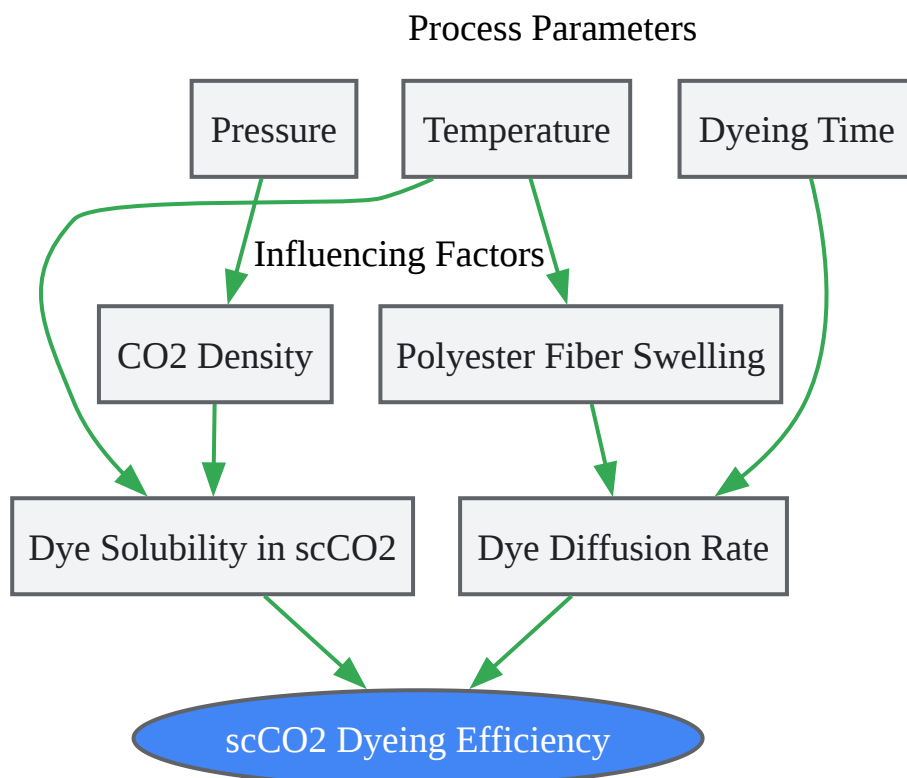 Process Parameters
Pressure
Temperature
Dyeing Time
Influencing Factors
CO2 Density
Polyester Fiber Swelling
Dye Solubility in scCO2
Dye Diffusion Rate
scCO2 Dyeing Efficiency